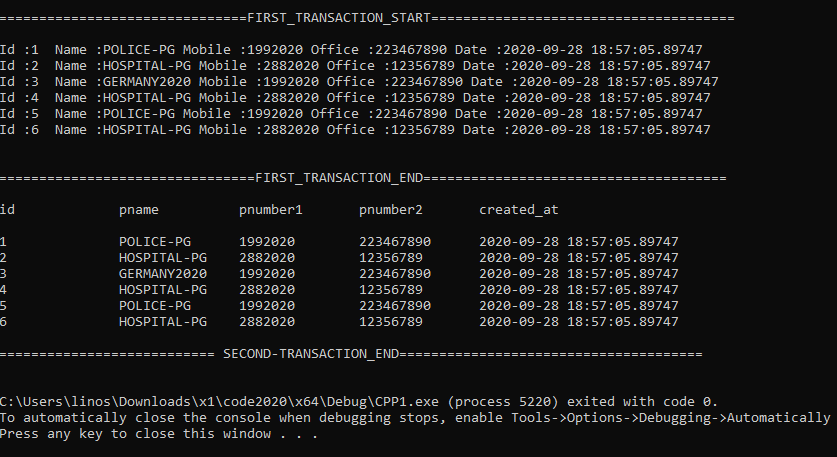 ===============================FIRST_TRANSACTION_START======================================
Id :1  Name :POLICE-PG Mobile :1992020 Office :223467890 Date :2020-09-28 18:57:05.89747
Id :2  Name :HOSPITAL-PG Mobile :2882020 Office :12356789 Date :2020-09-28 18:57:05.89747
Id :3  Name :GERMANY2020 Mobile :1992020 Office :223467890 Date :2020-09-28 18:57:05.89747
Id :4  Name :HOSPITAL-PG Mobile :2882020 Office :12356789 Date :2020-09-28 18:57:05.89747
Id :5  Name :POLICE-PG Mobile :1992020 Office :223467890 Date :2020-09-28 18:57:05.89747
Id :6  Name :HOSPITAL-PG Mobile :2882020 Office :12356789 Date :2020-09-28 18:57:05.89747
================================FIRST_TRANSACTION_END======================================
id             pname          pnumber1       pnumber2       created_at
1              POLICE-PG      1992020        223467890      2020-09-28 18:57:05.89747
2              HOSPITAL-PG    2882020        12356789       2020-09-28 18:57:05.89747
3              GERMANY2020    1992020        223467890      2020-09-28 18:57:05.89747
4              HOSPITAL-PG    2882020        12356789       2020-09-28 18:57:05.89747
5              POLICE-PG      1992020        223467890      2020-09-28 18:57:05.89747
6              HOSPITAL-PG    2882020        12356789       2020-09-28 18:57:05.89747
=========================== SECOND-TRANSACTION_END======================================
C:\Users\linos\Downloads\x1\code2020\x64\Debug\CPP1.exe (process 5220) exited with code 0.
To automatically close the console when debugging stops, enable Tools->Options->Debugging->Automatically
Press any key to close this window . . .